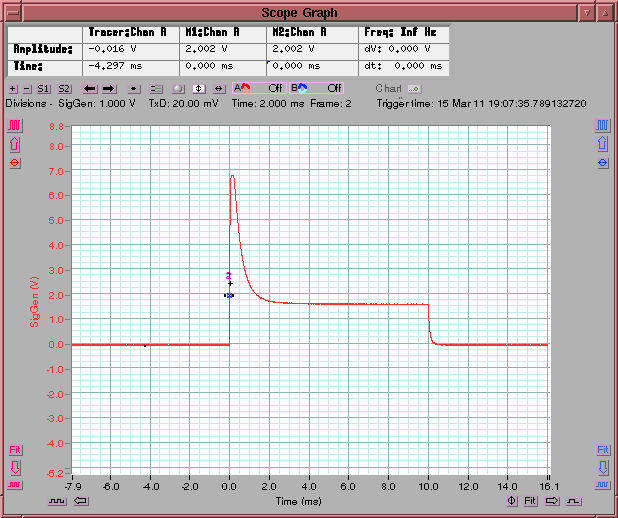 Scope Graph
Tracer:Chan A M1:Chan A M2:Chan A Freq: Inf Hz
Amplitude: -0.016 V 2.002 V 2.002 V dV: 0.000 V
Time: -4.297 ms 0.000 ms 0.000 ms dt: 0.000 ms
+ - S1 S2 A Off B Off Chart
Divisions - SigGen: 1.000 V TxD: 20.00 mV Time: 2.000 ms Frame: 2 Trigger time: 15 Mar 11 19:07:35.789132720
8.8
8.0
7.0
6.0
5.0
4.0
3.0
2.0
1.0
0.0
-1.0
-2.0
-3.0
-4.0
-5.2
SigGen (V)
Fit Fit
-7.9 -6.0 -4.0 -2.0 0.0 2.0 4.0 6.0 8.0 10.0 12.0 14.0 16.1
Time (ms)
Fit